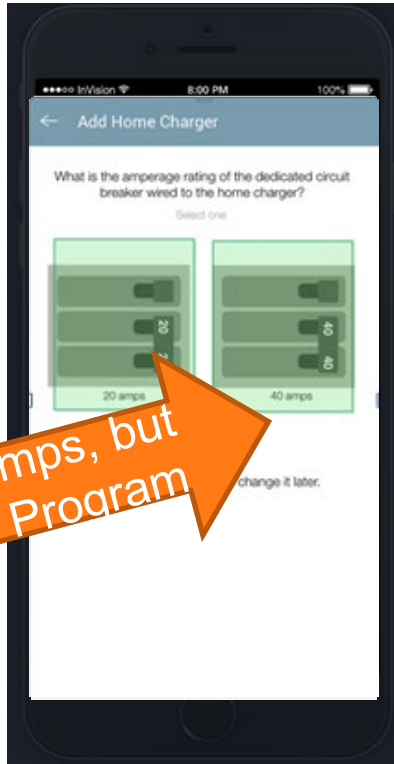 InVision 8:00 PM 100%
Add Home Charger
What is the amperage rating of the dedicated circuit
breaker wired to the home charger?
Select one
20
40
40
20 amps
40 amps
mps, but
Program
change it later.